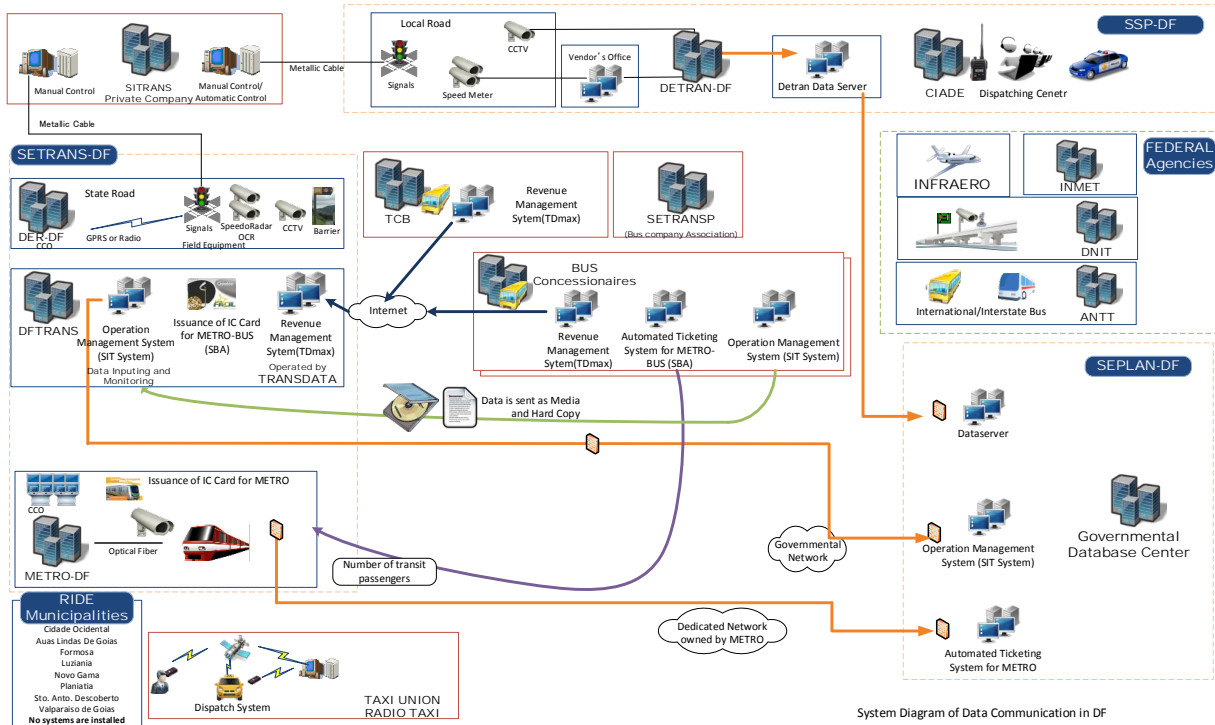 SSP-DF
Local Road
CCTV
Vendor's Office
Metallic Cable
Signals
Speed Meter
DETRAN-DF
Detran Data Server
CIADE
Dispatching Cenetr
Manual Control
SITRANS
Private Company
Manual Control/
Automatic Control
Metallic Cable
SETRANS-DF
State Road
DER-DF
CCO
GPRS or Radio
Signals
SpeedoRadar
OCR
CCTV
Barrier
Field Equipment
TCB
Revenue
Management
Sytem(TDmax)
SETRANSP
(Bus company Association)
FEDERAL
Agencies
INFRAERO
INMET
DNIT
International/Interstate Bus
ANTT
DFTRANS
Operation
Management System
(SIT System)
Data Inputing and
Monitoring
FÁCIL
Issuance of IC Card
for METRO-BUS
(SBA)
Revenue
Management
Sytem(TDmax)
Operated by
TRANSDATA
Internet
BUS
Concessionaires
Revenue
Management
Sytem(TDmax)
Automated Ticketing
System for METRO-
BUS (SBA)
Operation Management
System (SIT System)
Data is sent as Media
and Hard Copy
SEPLAN-DF
Dataserver
Operation Management
System (SIT System)
Governmental
Database Center
Automated Ticketing
System for METRO
Governmental
Network
Dedicated Network
owned by METRO
Issuance of IC Card for METRO
CCO
Optical Fiber
METRO-DF
Number of transit
passengers
RIDE
Municipalities
Cidade Ocidental
Auas Lindas De Goias
Formosa
Luziania
Novo Gama
Planiatia
Sto. Anto. Descoberto
Valparaiso de Goias
No systems are installed
Dispatch System
TAXI UNION
RADIO TAXI
System Diagram of Data Communication in DF